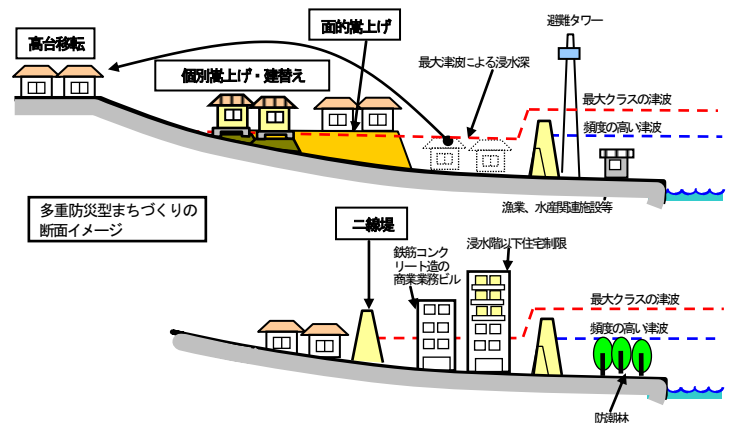 避難タワー
面的嵩上げ
高台移転
最大津波による浸水深
個別嵩上げ・建替え
最大クラスの津波
頻度の高い津波
漁業、水産関連施設等
多重防災型まちづくりの
断面イメージ
二線堤
浸水階以下住宅制限
鉄筋コンク
リート造の
商業業務ビル
最大クラスの津波
頻度の高い津波
防潮林